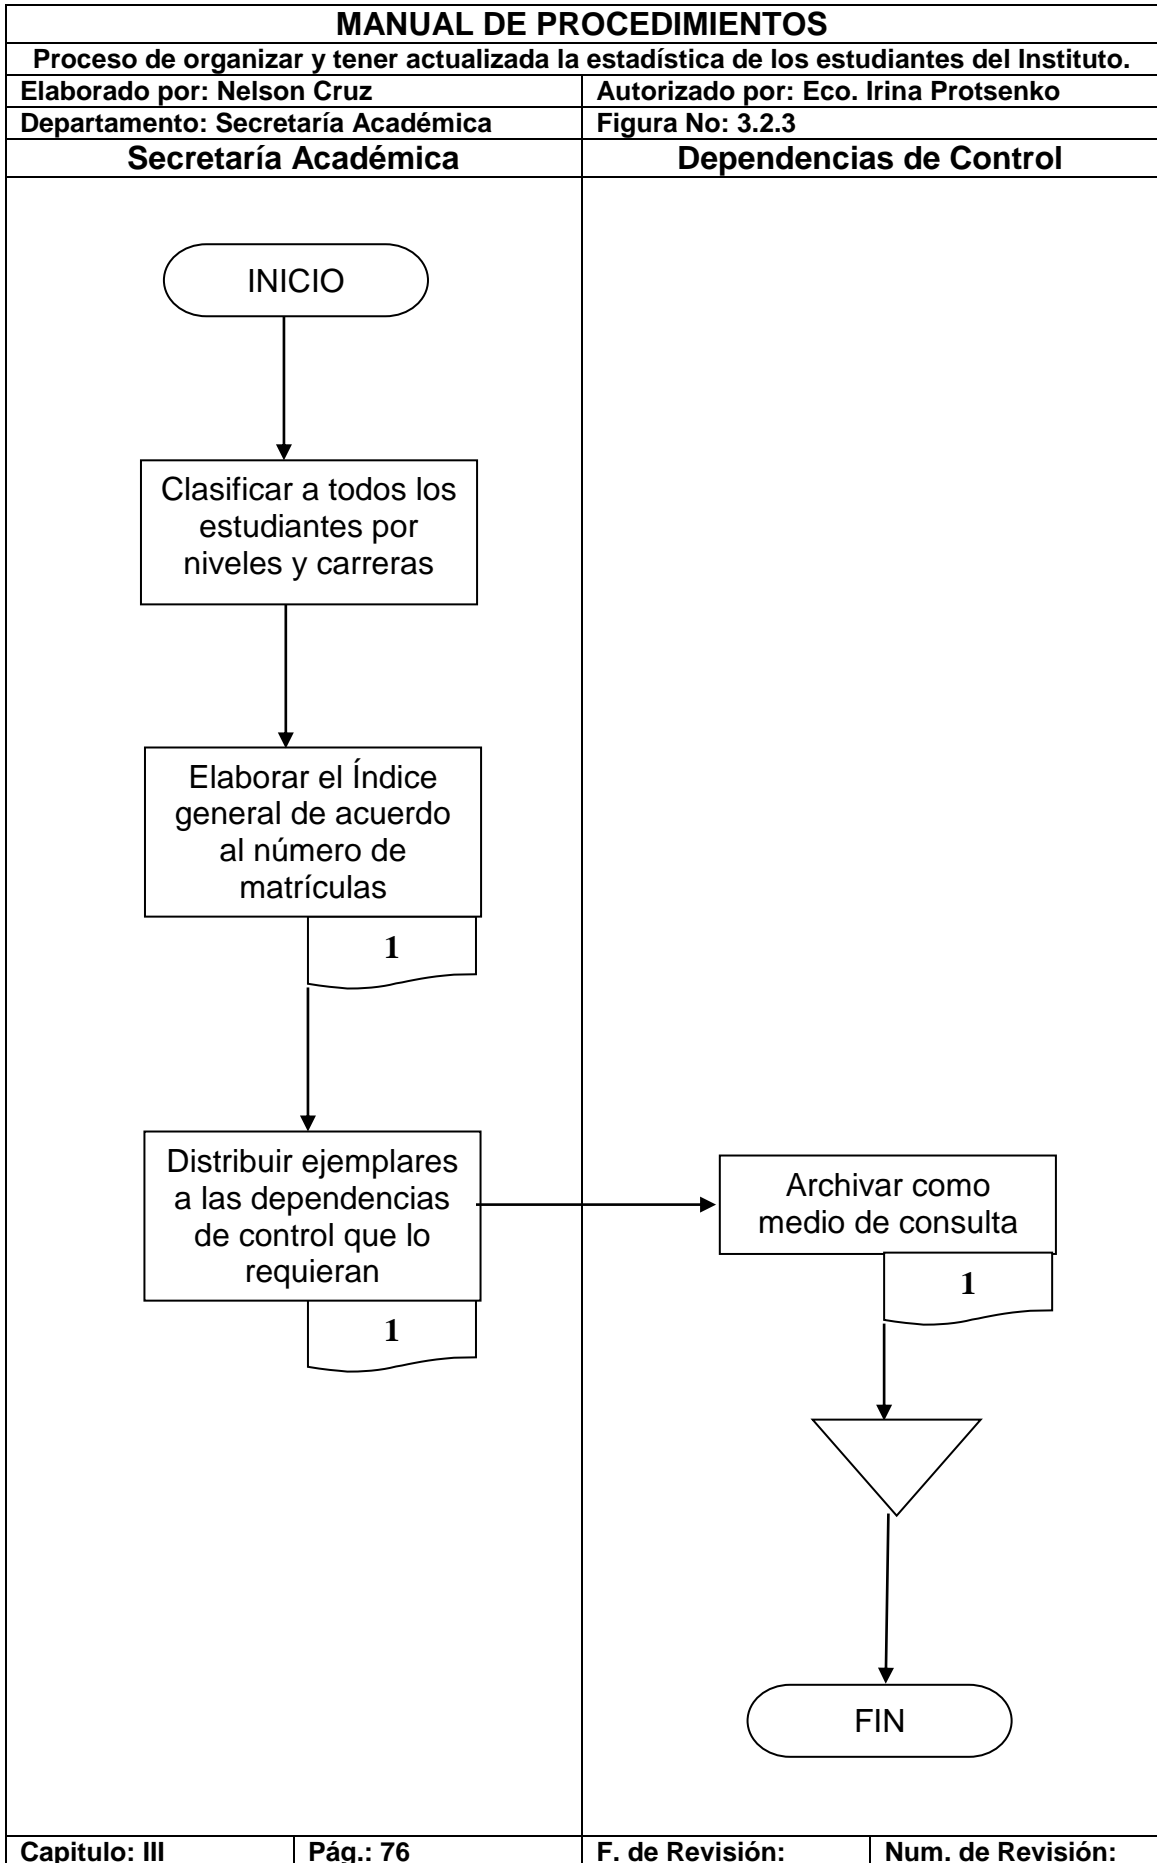 MANUAL DE PROCEDIMIENTOS
Proceso de organizar y tener actualizada la estadística de los estudiantes del Instituto.
Elaborado por: Nelson Cruz
Autorizado por: Eco. Irina Protsenko
Departamento: Secretaría Académica
Figura No: 3.2.3
Secretaría Académica
Dependencias de Control
INICIO
Clasificar a todos los
estudiantes por
niveles y carreras
Elaborar el Índice
general de acuerdo
al número de
matrículas
1
Distribuir ejemplares
a las dependencias
de control que lo
requieran
1
Archivar como
medio de consulta
1
FIN
Capitulo: III
Pág.: 76
F. de Revisión:
Num. de Revisión: